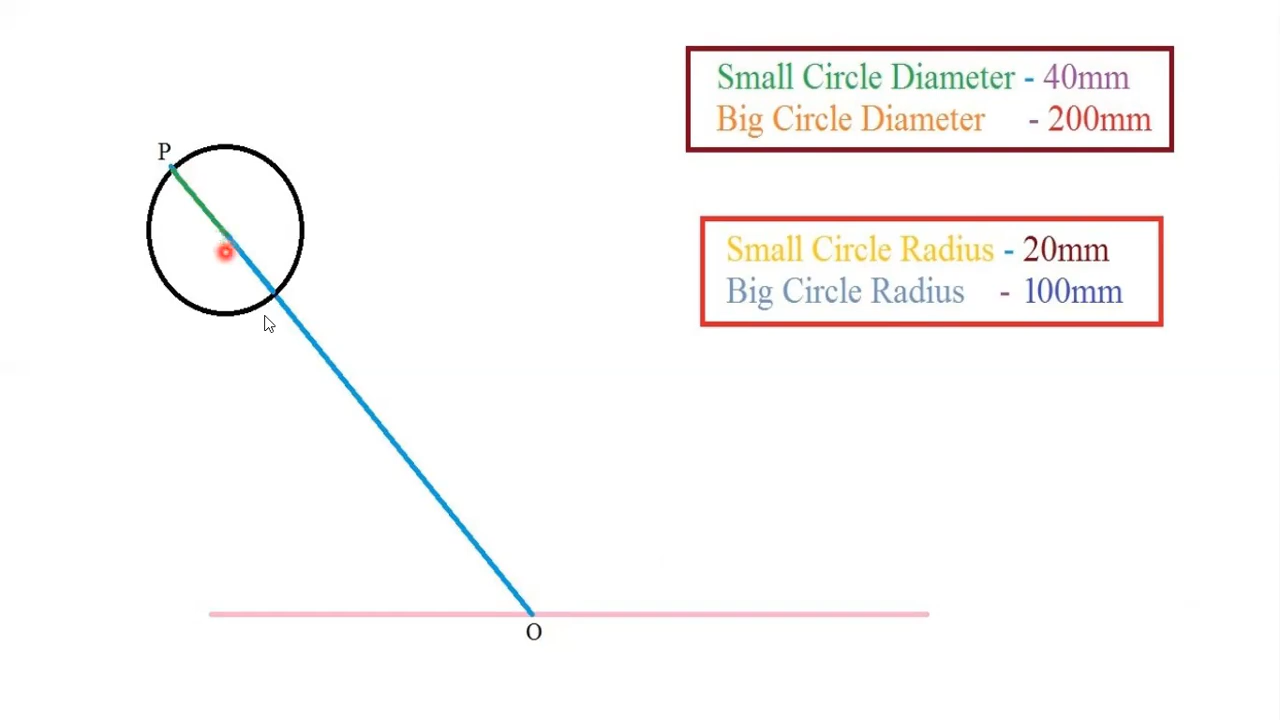 Small Circle Diameter - 40mm
Big Circle Diameter - 200mm
P
Small Circle Radius - 20mm
Big Circle Radius - 100mm
O